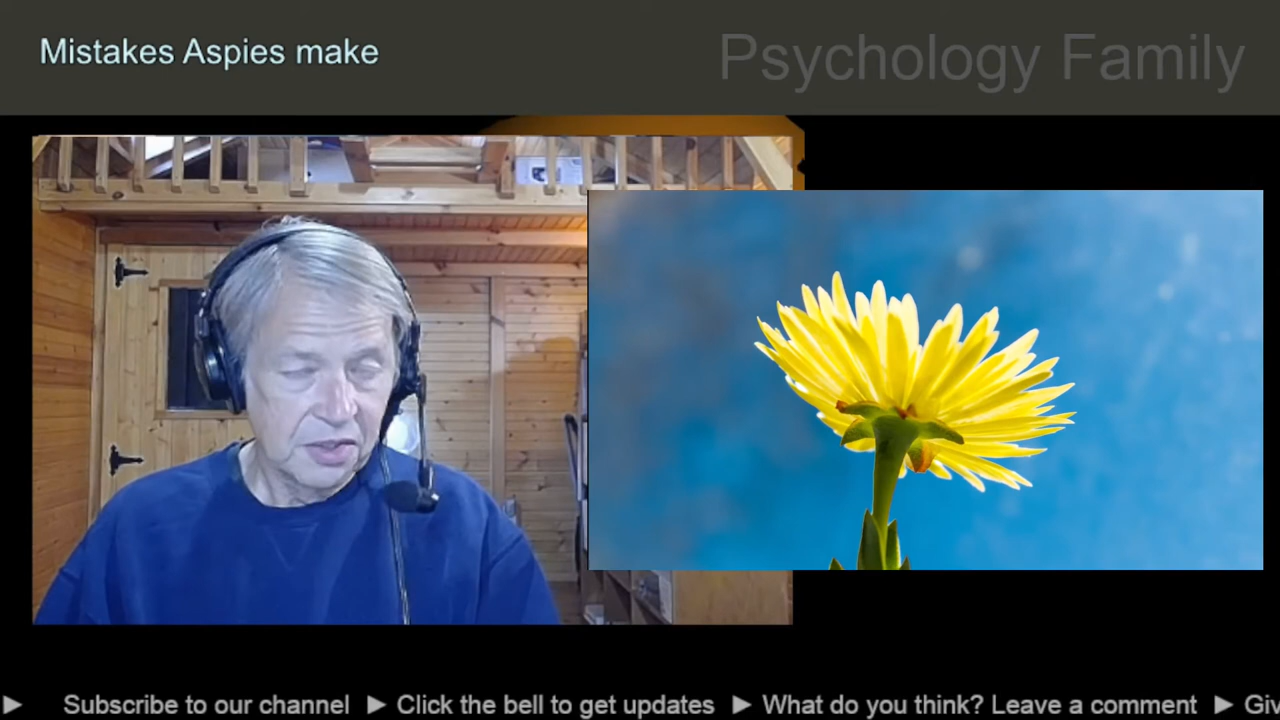 Mistakes Aspies make
Psychology Family
▶ Subscribe to our channel ▶ Click the bell to get updates ▶ What do you think? Leave a comment ▶ Giv